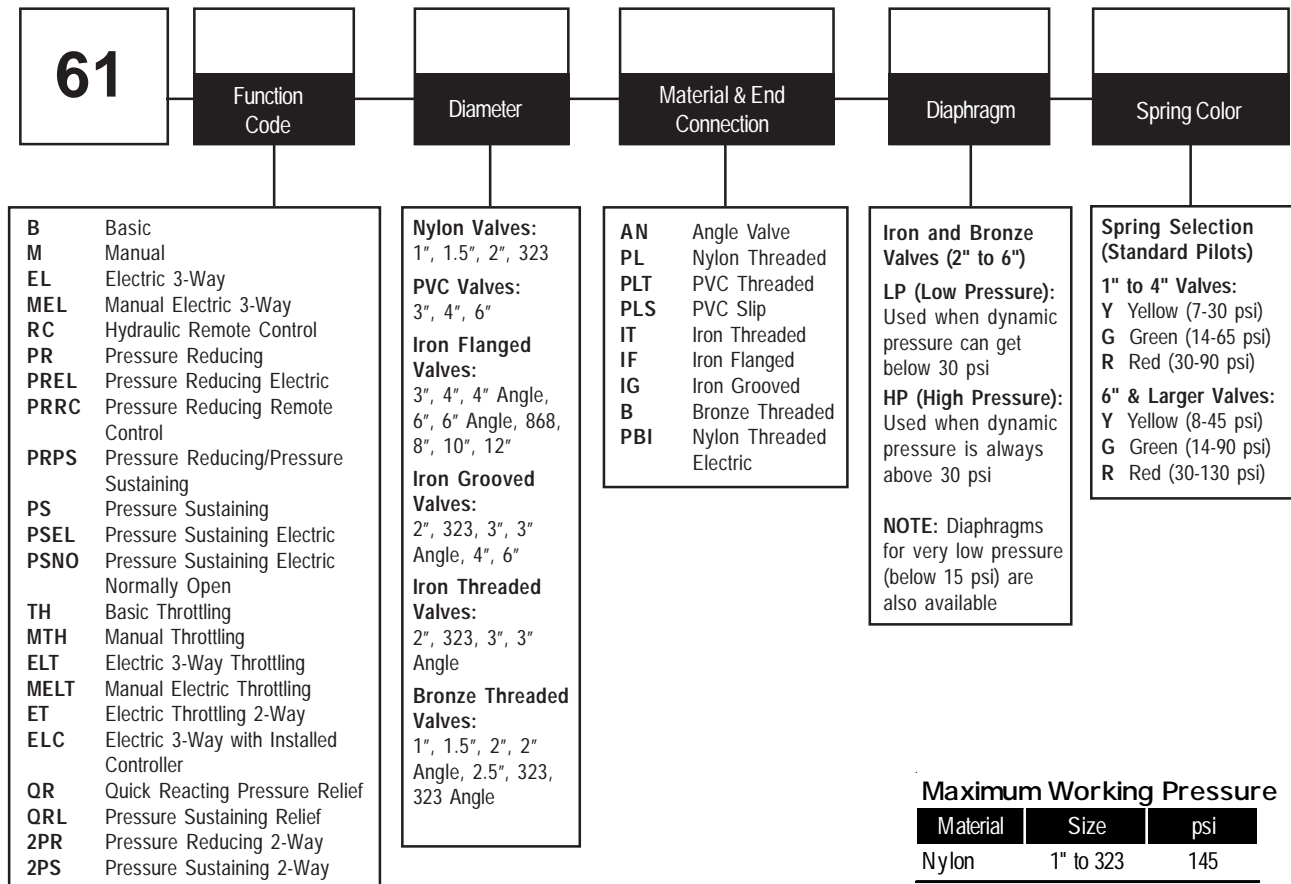 61
Function
Code
Diameter
Material & End
Connection
Diaphragm
Spring Color
B Basic
M Manual
EL Electric 3-Way
MEL Manual Electric 3-Way
RC Hydraulic Remote Control
PR Pressure Reducing
PREL Pressure Reducing Electric
PRRC Pressure Reducing Remote
Control
PRPS Pressure Reducing/Pressure
Sustaining
PS Pressure Sustaining
PSEL Pressure Sustaining Electric
PSNO Pressure Sustaining Electric
Normally Open
TH Basic Throttling
MTH Manual Throttling
ELT Electric 3-Way Throttling
MELT Manual Electric Throttling
ET Electric Throttling 2-Way
ELC Electric 3-Way with Installed
Controller
QR Quick Reacting Pressure Relief
QRL Pressure Sustaining Relief
2PR Pressure Reducing 2-Way
2PS Pressure Sustaining 2-Way
Nylon Valves:
1″, 1.5″, 2″, 323
PVC Valves:
3″, 4″, 6″
Iron Flanged
Valves:
3″, 4″, 4″ Angle,
6″, 6″ Angle, 868,
8″, 10″, 12″
Iron Grooved
Valves:
2″, 323, 3″, 3″
Angle, 4″, 6″
Iron Threaded
Valves:
2″, 323, 3″, 3″
Angle
Bronze Threaded
Valves:
1″, 1.5″, 2″, 2″
Angle, 2.5″, 323,
323 Angle
AN Angle Valve
PL Nylon Threaded
PLT PVC Threaded
PLS PVC Slip
IT Iron Threaded
IF Iron Flanged
IG Iron Grooved
B Bronze Threaded
PBI Nylon Threaded
Electric
Iron and Bronze
Valves (2" to 6")
LP (Low Pressure):
Used when dynamic
pressure can get
below 30 psi
HP (High Pressure):
Used when dynamic
pressure is always
above 30 psi
NOTE: Diaphragms
for very low pressure
(below 15 psi) are
also available
Spring Selection
(Standard Pilots)
1" to 4" Valves:
Y Yellow (7-30 psi)
G Green (14-65 psi)
R Red (30-90 psi)
6" & Larger Valves:
Y Yellow (8-45 psi)
G Green (14-90 psi)
R Red (30-130 psi)
Maximum Working Pressure
Material Size psi
Nylon 1" to 323 145